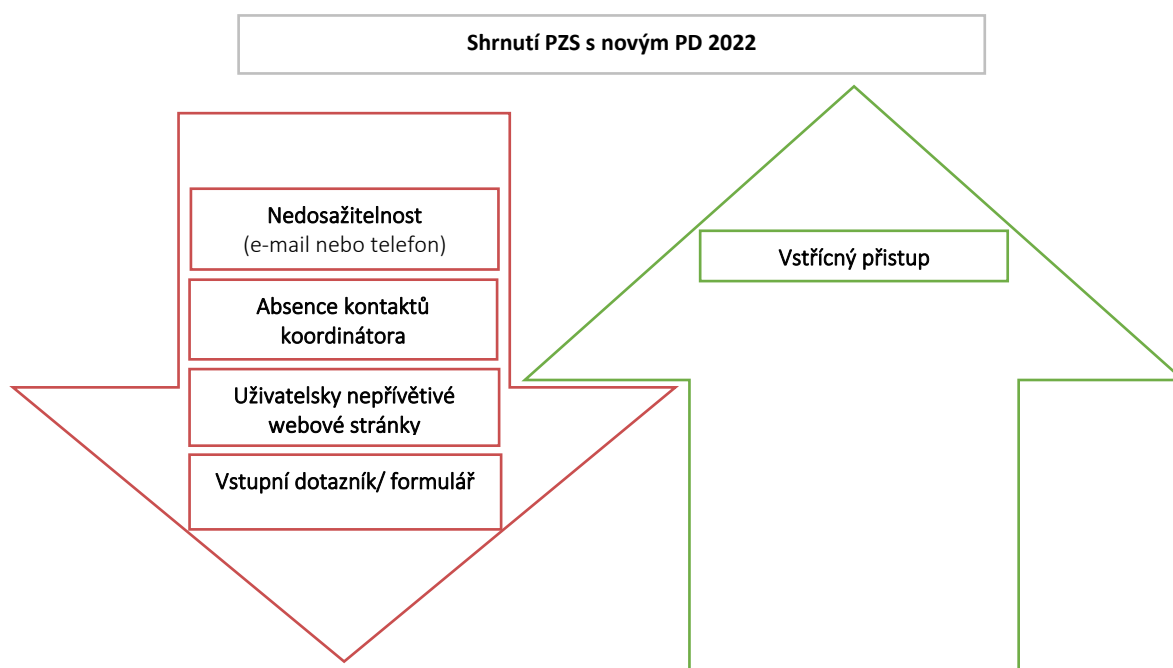 Shrnutí PZS s novým PD 2022
Nedosažitelnost
(e-mail nebo telefon)
Absence kontaktů
koordinátora
Uživatelsky nepřívětivé
webové stránky
Vstupní dotazník/ formulář
Vstřícný přistup